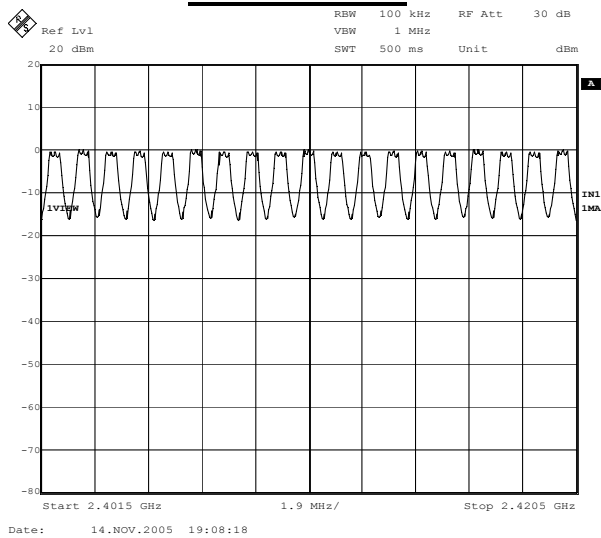 RBW 100 kHz RF Att 30 dB
Ref Lvl VBW 1 MHz
20 dBm SWT 500 ms Unit dBm
20
A
10
0
-10
IN1
1VIEW 1MA
-20
-30
-40
-50
-60
-70
-80
Start 2.4015 GHz 1.9 MHz/ Stop 2.4205 GHz
Date: 14.NOV.2005 19:08:18